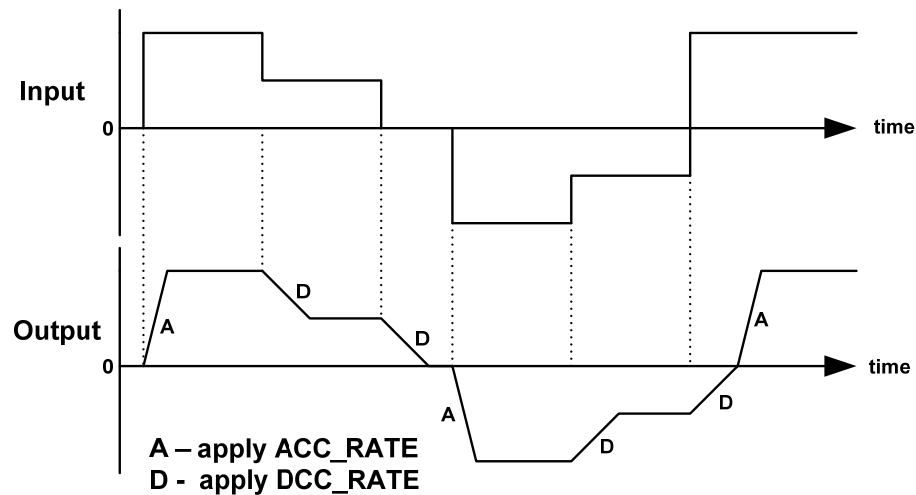 Input
0
time
Output
A
D
D
A
D
D
A
0
time
A – apply ACC_RATE
D - apply DCC_RATE